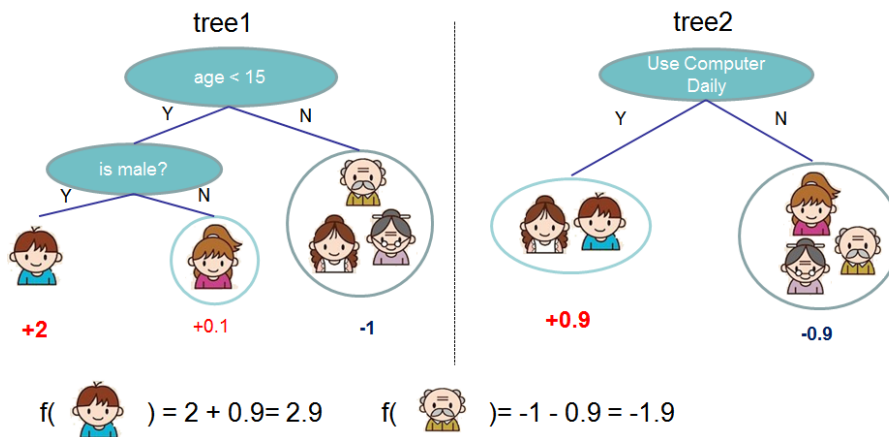 tree1
age < 15
Y
N
is male?
Y
N
+2
+0.1
-1
tree2
Use Computer
Daily
Y
N
+0.9
-0.9
f( ) = 2 + 0.9= 2.9
f( )= -1 - 0.9 = -1.9